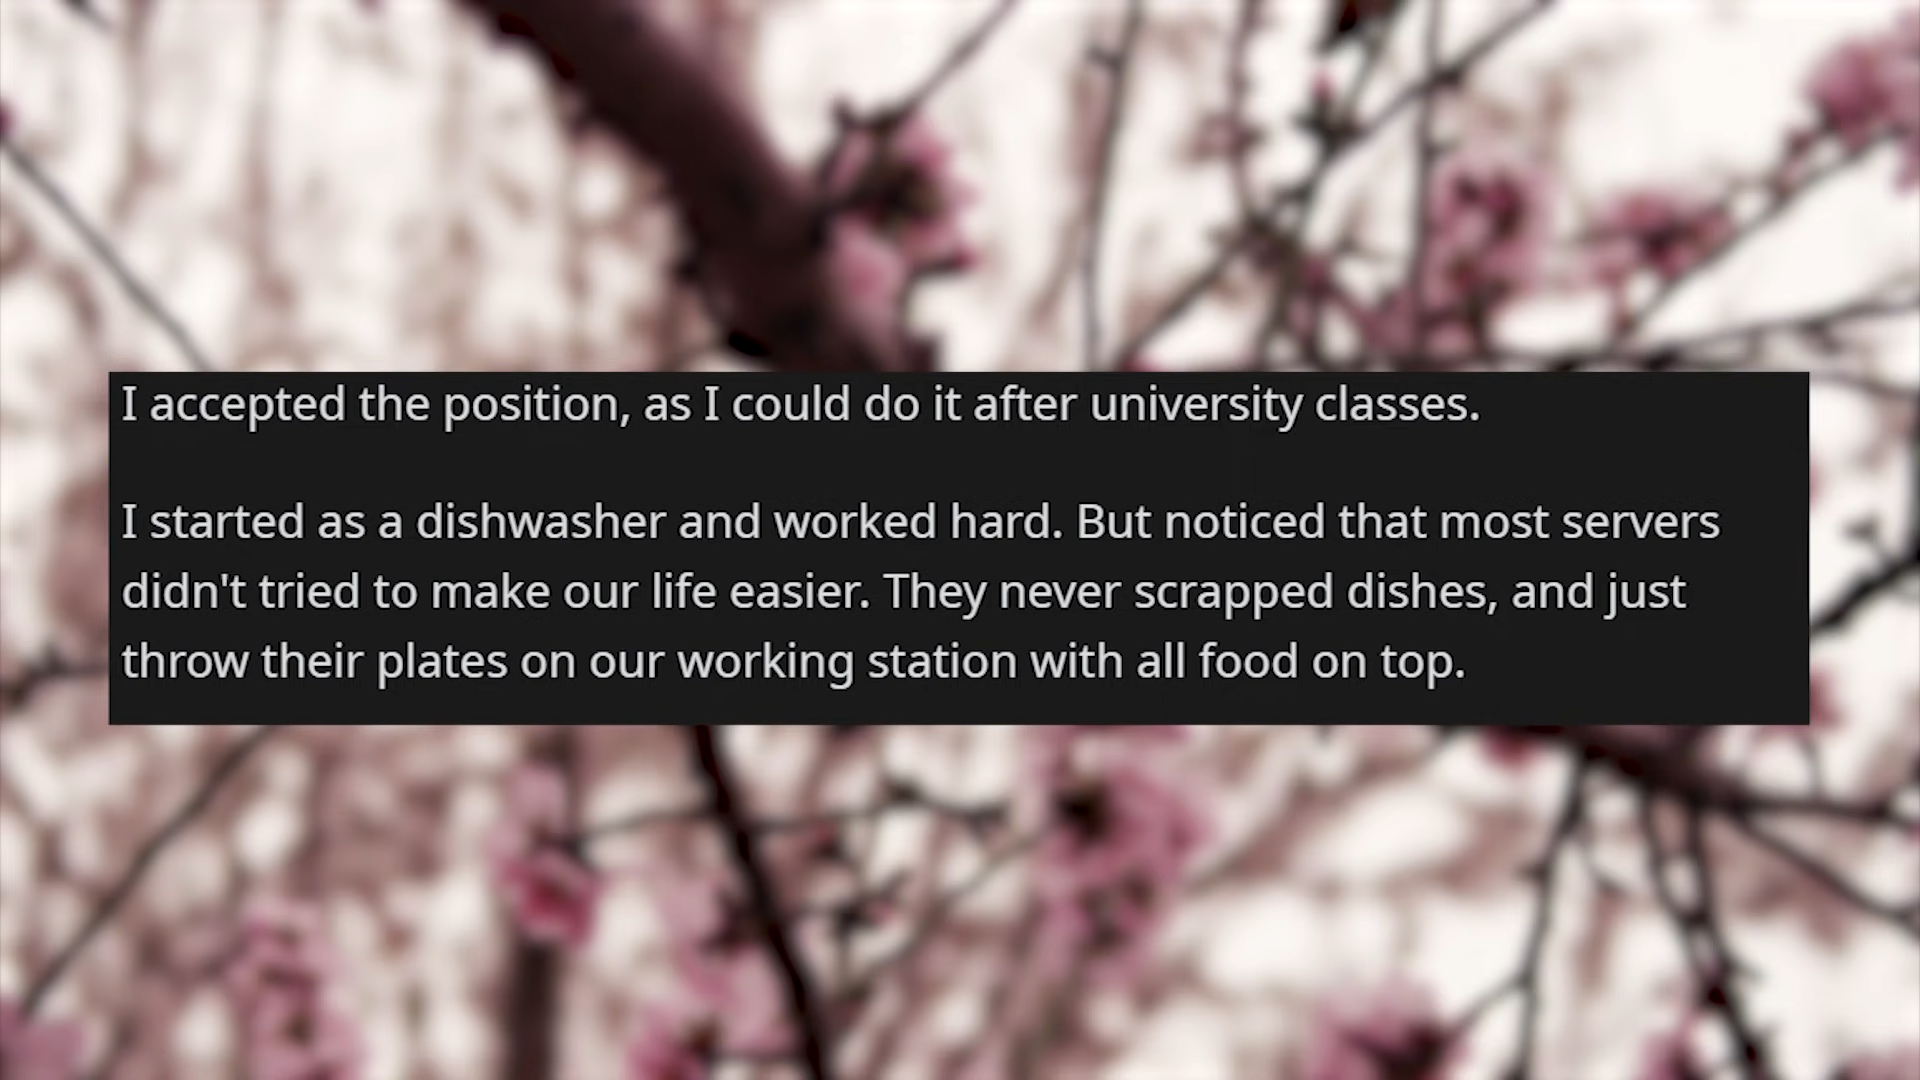 I accepted the position, as I could do it after university classes.
I started as a dishwasher and worked hard. But noticed that most servers
didn't tried to make our life easier. They never scrapped dishes, and just
throw their plates on our working station with all food on top.